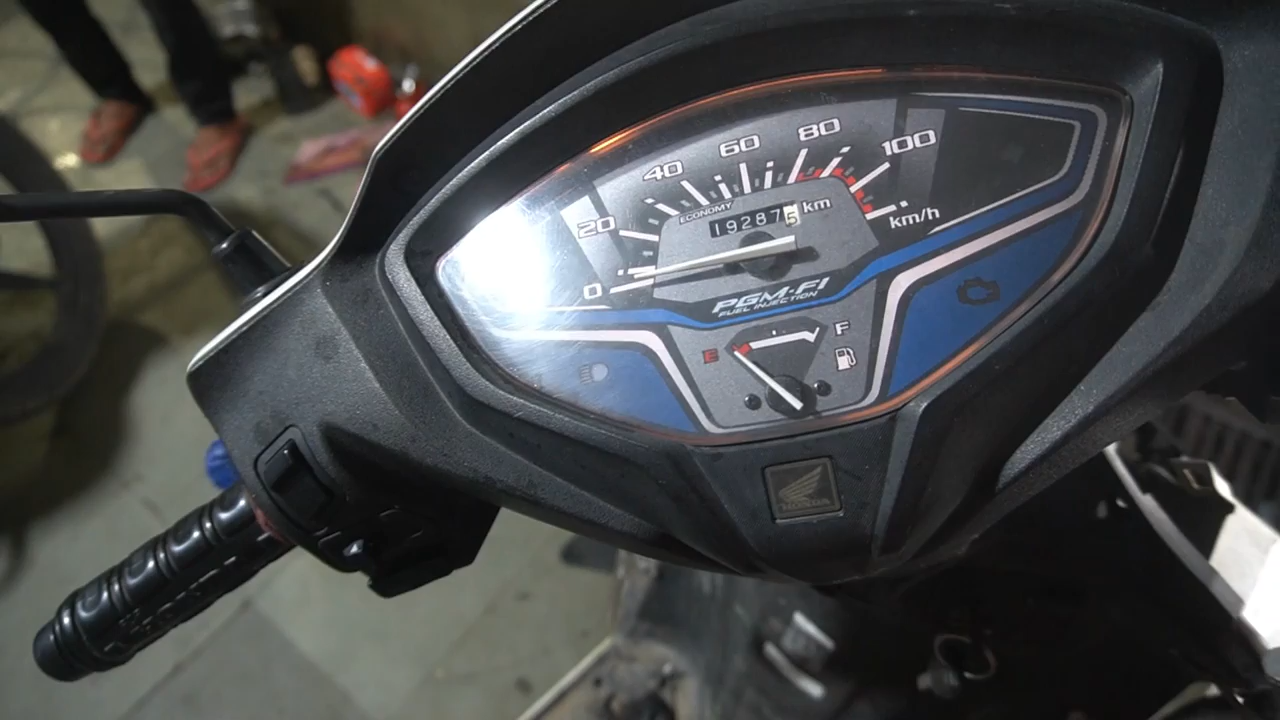 0
20
40
60
80
100
km/h
ECONOMY
192875 km
PGM-FI
FUEL INJECTION
E
F
HONDA